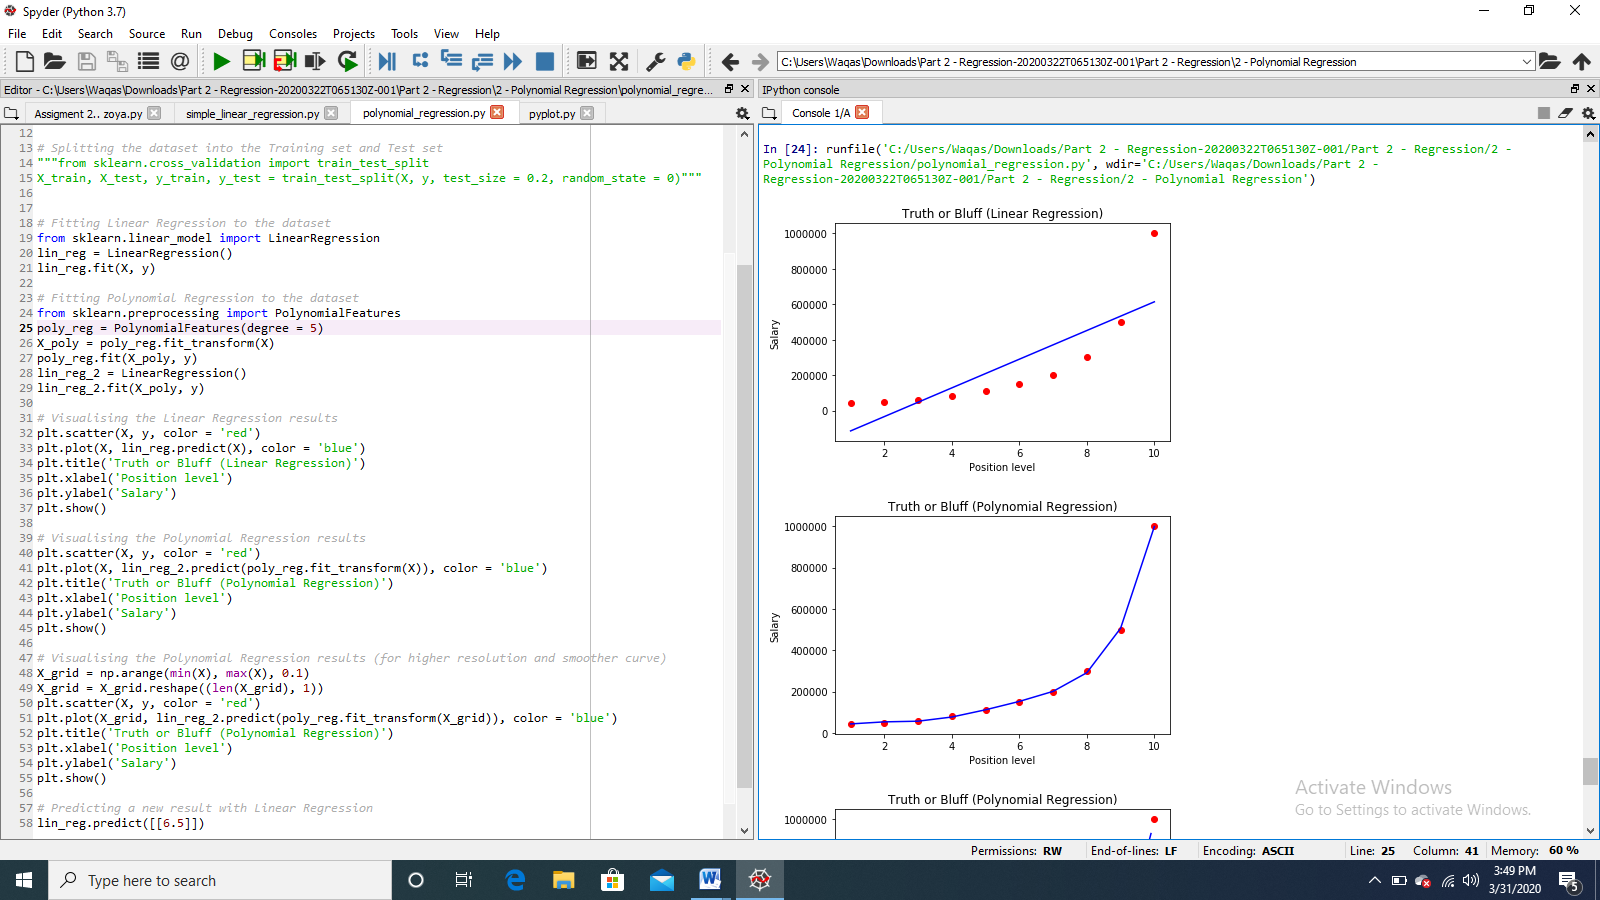 Spyder (Python 3.7)
File Edit Search Source Run Debug Consoles Projects Tools View Help
C:\Users\Waqas\Downloads\Part 2 - Regression-20200322T065130Z-001\Part 2 - Regression\2 - Polynomial Regression
Editor - C:\Users\Waqas\Downloads\Part 2 - Regression-20200322T065130Z-001\Part 2 - Regression\2 - Polynomial Regression\polynomial_regre...
Assigment 2.. zoya.py simple_linear_regression.py polynomial_regression.py pyplot.py
12
13 # Splitting the dataset into the Training set and Test set
14 """from sklearn.cross_validation import train_test_split
15 X_train, X_test, y_train, y_test = train_test_split(X, y, test_size = 0.2, random_state = 0)"""
16
17
18 # Fitting Linear Regression to the dataset
19 from sklearn.linear_model import LinearRegression
20 lin_reg = LinearRegression()
21 lin_reg.fit(X, y)
22
23 # Fitting Polynomial Regression to the dataset
24 from sklearn.preprocessing import PolynomialFeatures
25 poly_reg = PolynomialFeatures(degree = 5)
26 X_poly = poly_reg.fit_transform(X)
27 poly_reg.fit(X_poly, y)
28 lin_reg_2 = LinearRegression()
29 lin_reg_2.fit(X_poly, y)
30
31 # Visualising the Linear Regression results
32 plt.scatter(X, y, color = 'red')
33 plt.plot(X, lin_reg.predict(X), color = 'blue')
34 plt.title('Truth or Bluff (Linear Regression)')
35 plt.xlabel('Position level')
36 plt.ylabel('Salary')
37 plt.show()
38
39 # Visualising the Polynomial Regression results
40 plt.scatter(X, y, color = 'red')
41 plt.plot(X, lin_reg_2.predict(poly_reg.fit_transform(X)), color = 'blue')
42 plt.title('Truth or Bluff (Polynomial Regression)')
43 plt.xlabel('Position level')
44 plt.ylabel('Salary')
45 plt.show()
46
47 # Visualising the Polynomial Regression results (for higher resolution and smoother curve)
48 X_grid = np.arange(min(X), max(X), 0.1)
49 X_grid = X_grid.reshape((len(X_grid), 1))
50 plt.scatter(X, y, color = 'red')
51 plt.plot(X_grid, lin_reg_2.predict(poly_reg.fit_transform(X_grid)), color = 'blue')
52 plt.title('Truth or Bluff (Polynomial Regression)')
53 plt.xlabel('Position level')
54 plt.ylabel('Salary')
55 plt.show()
56
57 # Predicting a new result with Linear Regression
58 lin_reg.predict([[6.5]])
IPython console
Console 1/A
In [24]: runfile('C:/Users/Waqas/Downloads/Part 2 - Regression-20200322T065130Z-001/Part 2 - Regression/2 -
Polynomial Regression/polynomial_regression.py', wdir='C:/Users/Waqas/Downloads/Part 2 -
Regression-20200322T065130Z-001/Part 2 - Regression/2 - Polynomial Regression')
Truth or Bluff (Linear Regression)
1000000
800000
600000
400000
200000
0
Salary
2 4 6 8 10
Position level
Truth or Bluff (Polynomial Regression)
1000000
800000
600000
400000
200000
0
Salary
2 4 6 8 10
Position level
Truth or Bluff (Polynomial Regression)
1000000
Activate Windows
Go to Settings to activate Windows.
Permissions: RW End-of-lines: LF Encoding: ASCII Line: 25 Column: 41 Memory: 60 %
Type here to search
3:49 PM
3/31/2020
5